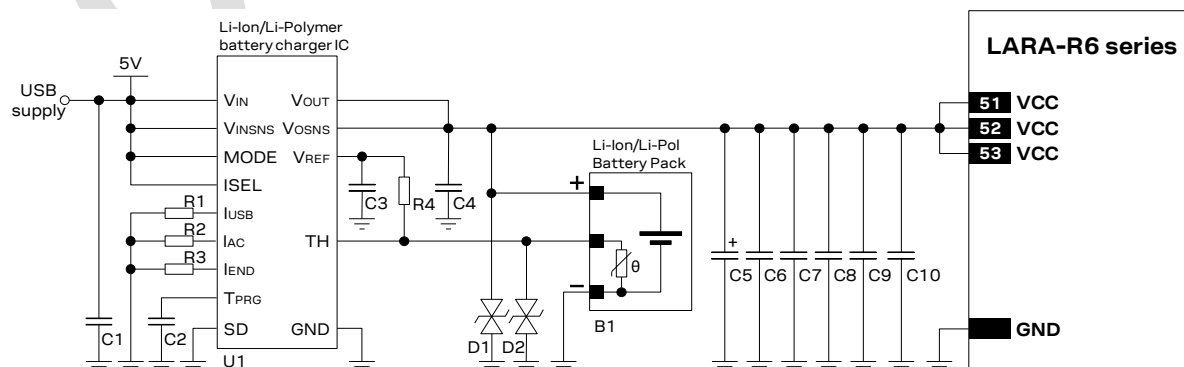 Li-Ion/Li-Polymer
battery charger IC
5V
USB
supply
VIN
VINSNS
MODE
ISEL
IUSB
IAC
IEND
TPRG
SD
VOUT
VOSNS
VREF
TH
GND
R1
R2
R3
C1
C2
U1
C3
R4
C4
D1
D2
Li-Ion/Li-Pol
Battery Pack
+
θ
–
B1
+
C5
C6
C7
C8
C9
C10
LARA-R6 series
51 VCC
52 VCC
53 VCC
GND